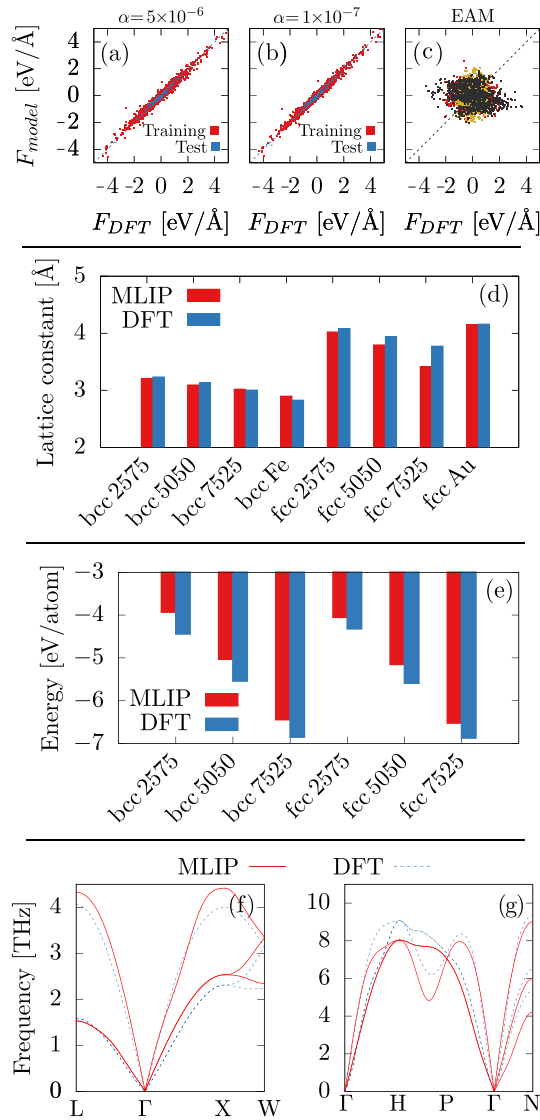 α=5×10⁻⁶ α=1×10⁻⁷ EAM
F_model [eV/Å]
4 2 0 −2 −4
(a) (b) (c)
Training Training
Test Test
−4 −2 0 2 4 −4 −2 0 2 4 −4 −2 0 2 4
F_DFT [eV/Å] F_DFT [eV/Å] F_DFT [eV/Å]
Lattice constant [Å]
5 4 3 2
MLIP
DFT
(d)
bcc 2575 bcc 5050 bcc 7525 bcc Fe fcc 2575 fcc 5050 fcc 7525 fcc Au
Energy [eV/atom]
−3 −4 −5 −6 −7
(e)
MLIP
DFT
bcc 2575 bcc 5050 bcc 7525 fcc 2575 fcc 5050 fcc 7525
MLIP DFT
Frequency [THz]
4 3 2 1 0
(f)
L Γ X W
10 8 6 4 2 0
(g)
Γ H P Γ N